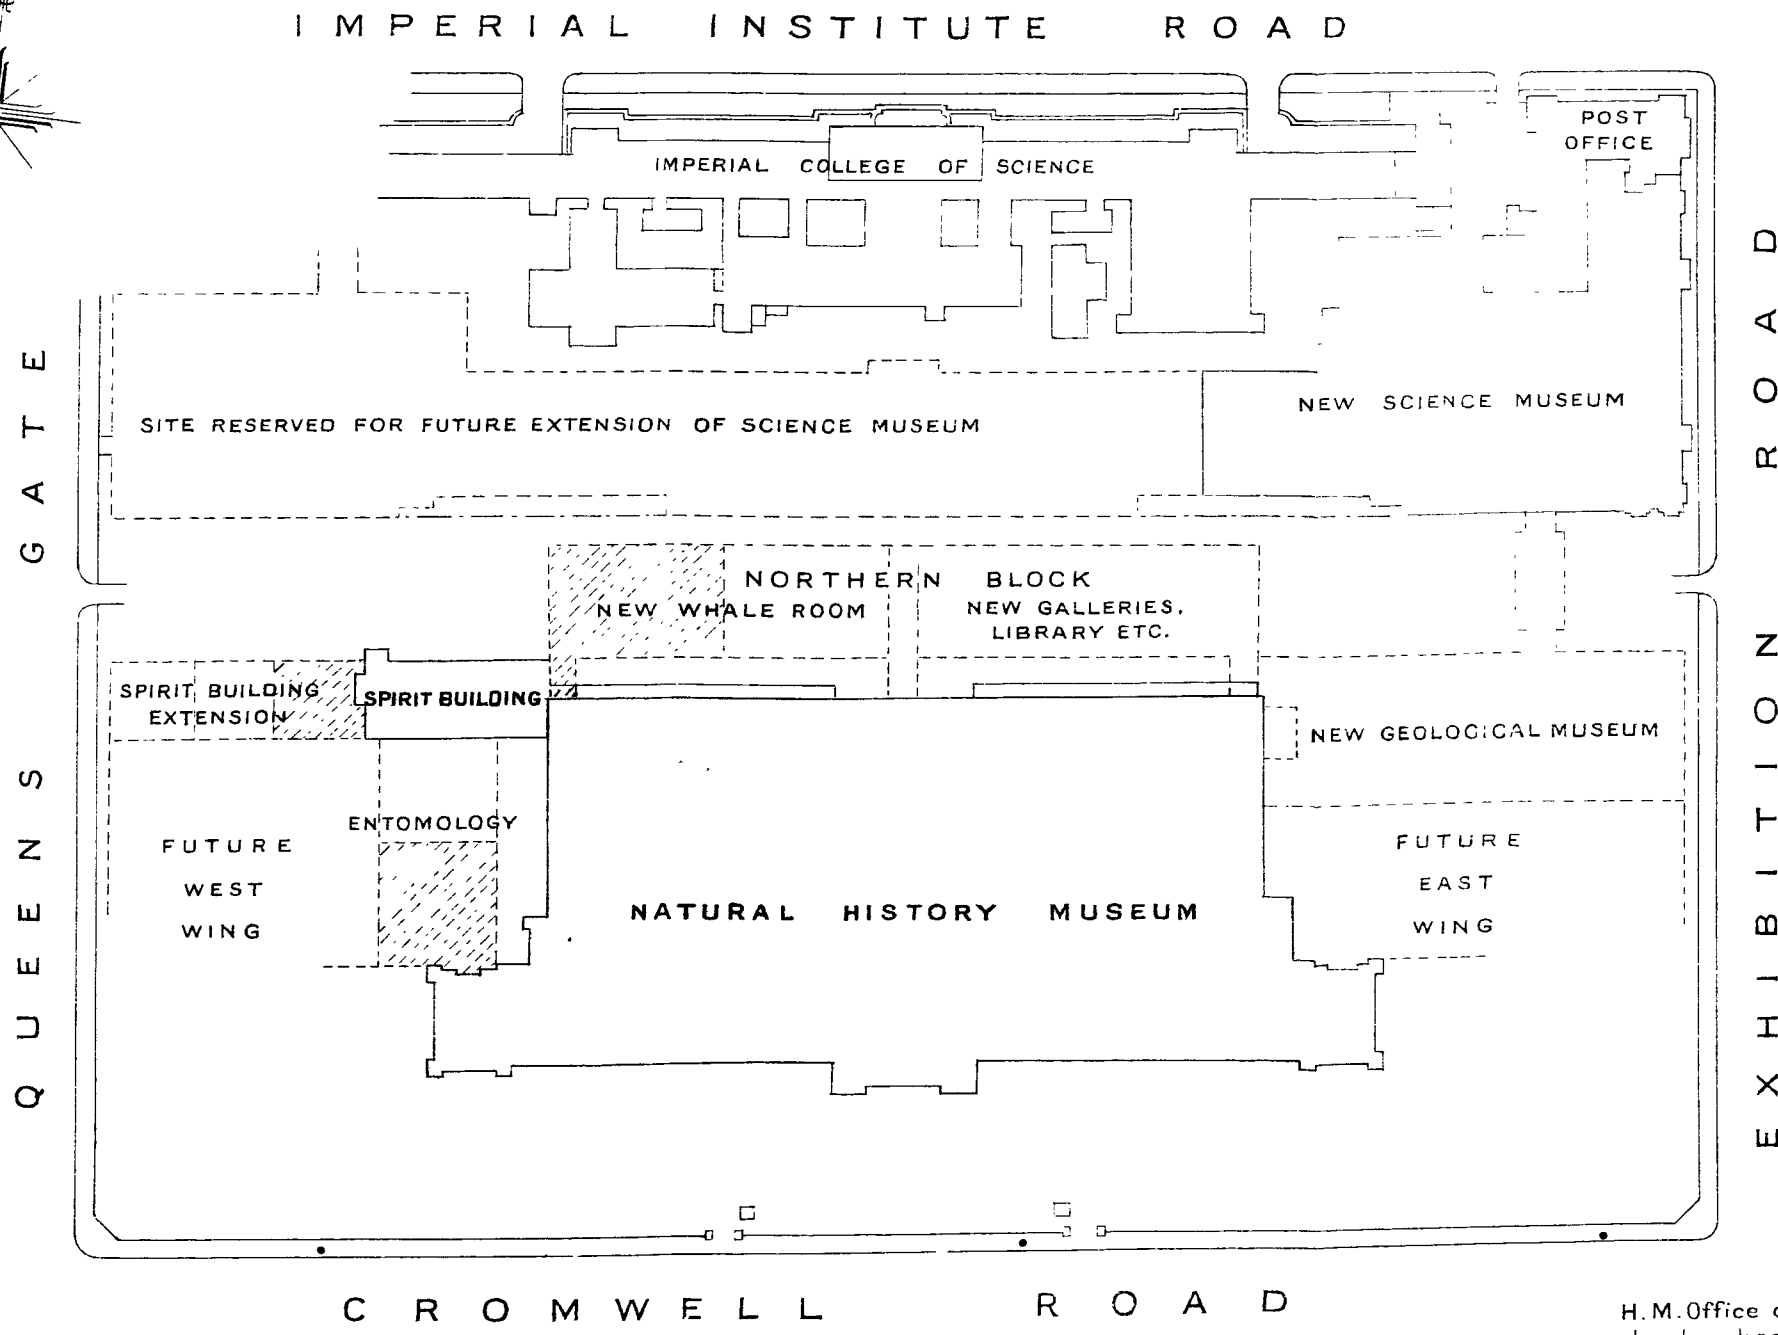 IMPERIAL INSTITUTE ROAD
POST
OFFICE
IMPERIAL COLLEGE OF SCIENCE
NEW SCIENCE MUSEUM
SITE RESERVED FOR FUTURE EXTENSION OF SCIENCE MUSEUM
QUEENS GATE
EXHIBITION ROAD
NORTHERN BLOCK
NEW WHALE ROOM
NEW GALLERIES,
LIBRARY ETC.
SPIRIT BUILDING
EXTENSION
SPIRIT BUILDING
NEW GEOLOGICAL MUSEUM
ENTOMOLOGY
FUTURE
WEST
WING
FUTURE
EAST
WING
NATURAL HISTORY MUSEUM
CROMWELL ROAD
H.M.Office